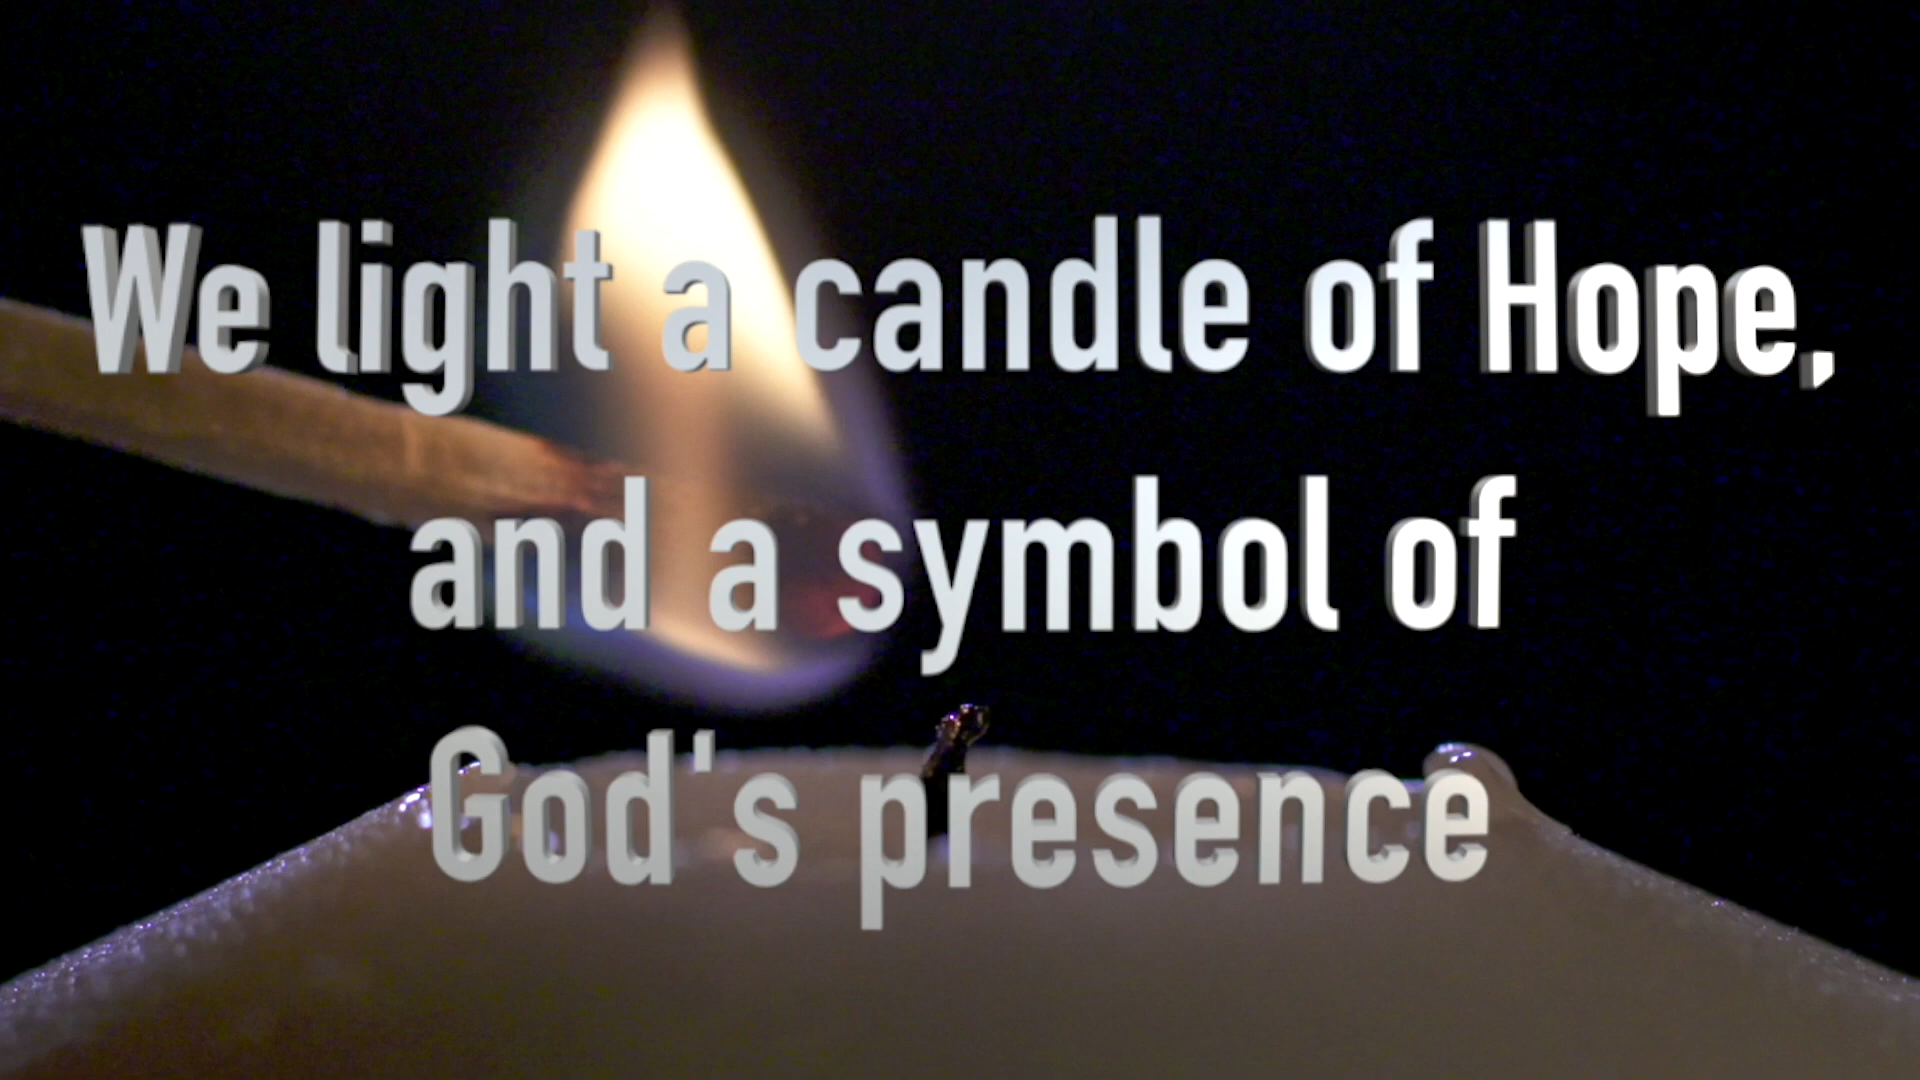 We light a candle of Hope,
and a symbol of
God's presence